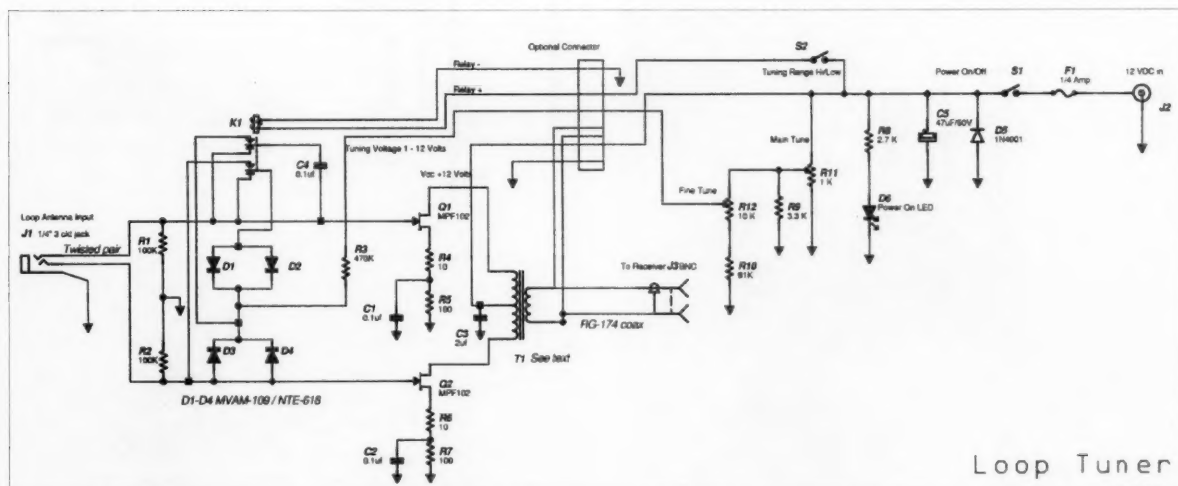 Optional Connector
S2
Relay -
Tuning Range Hi/Low
Power On/Off
S1
F1
1/4 Amp
12 VDC in
J2
Relay +
K1
C4
0.1uf
Tuning Voltage 1 - 12 Volts
Main Tune
R8
2.7 K
C5
D5
1N4001
Vcc +12 Volts
Fine Tune
R11
1 K
R12
10 K
R9
3.3 K
D6
Power On LED
Q1
MPF102
Loop Antenna Input
J1 1/4" 3 ckt jack
Twisted pair
R1
100K
D1
D2
R3
470K
R4
10
R10
To Receiver J3 BNC
C1
0.1uf
R5
C3
2uf
RG-174 coax
R2
100K
D3
D4
T1 See text
Q2
MPF102
D1-D4 MVAM-109 / NTE-618
R6
10
C2
0.1uf
R7
100
Loop Tuner